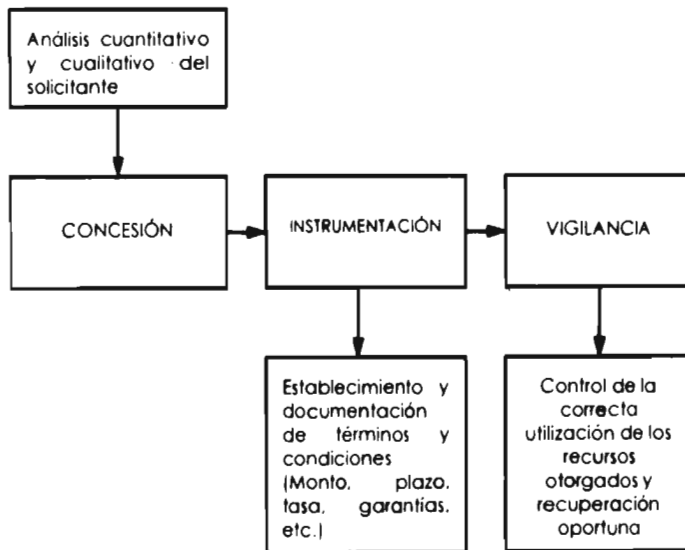 Análisis cuantitativo
y cualitativo del
solicitante
CONCESIÓN
INSTRUMENTACIÓN
VIGILANCIA
Establecimiento y
documentación
de términos y
condiciones
(Monto, plazo,
tasa, garantías,
etc.)
Control de la
correcta
utilización de los
recursos
otorgados y
recuperación
oportuna